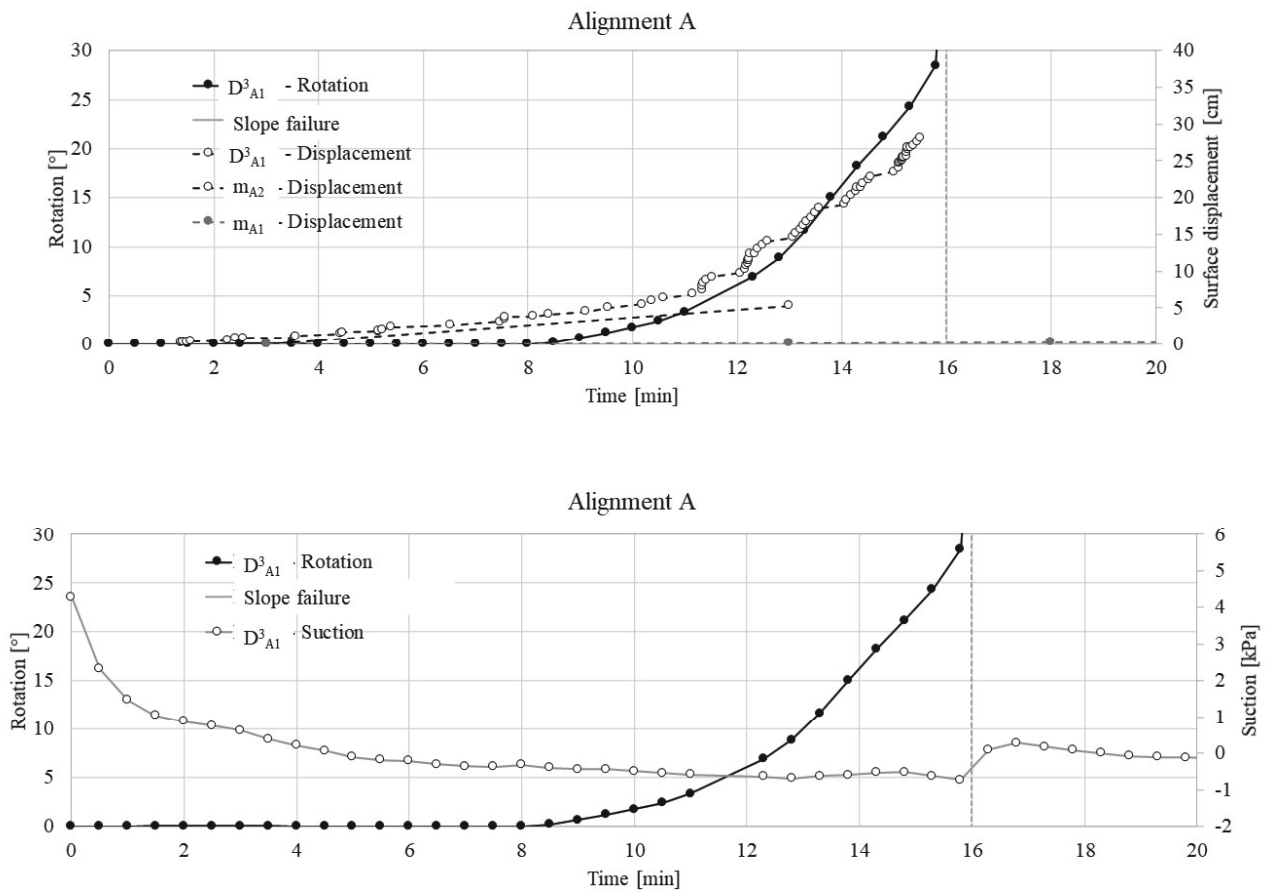 Alignment A
30
25
20
15
10
5
0
Rotation [°]
D³A1 - Rotation
Slope failure
D³A1 - Displacement
mA2 - Displacement
mA1 - Displacement
40
35
30
25
20
15
10
5
0
Surface displacement [cm]
0 2 4 6 8 10 12 14 16 18 20
Time [min]
Alignment A
30
25
20
15
10
5
0
Rotation [°]
D³A1 - Rotation
Slope failure
D³A1 - Suction
6
5
4
3
2
1
0
-1
-2
Suction [kPa]
0 2 4 6 8 10 12 14 16 18 20
Time [min]